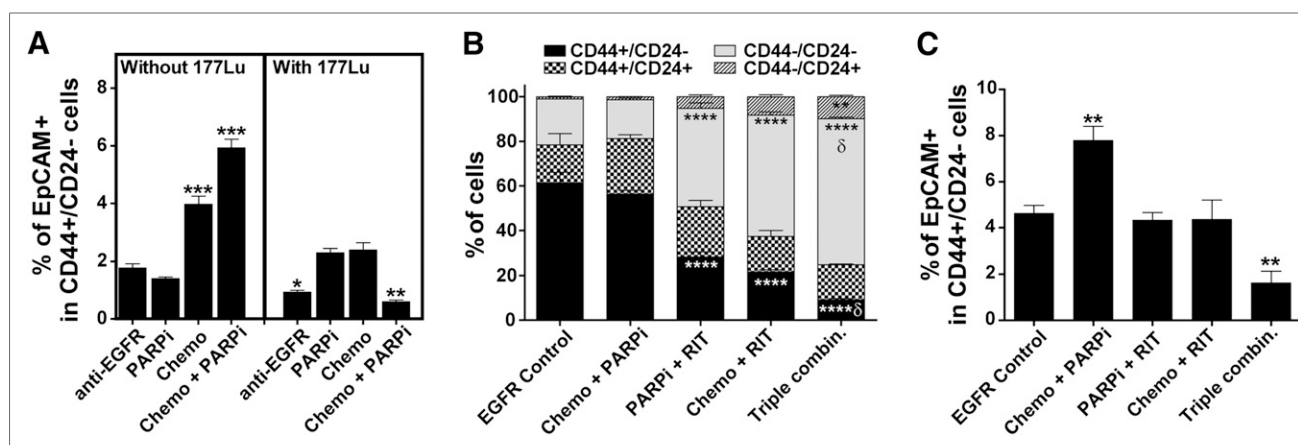 A
Without 177Lu
With 177Lu
% of EpCAM+
in CD44+/CD24- cells
8
6
4
2
0
***
***
*
**
anti-EGFR
PARPi
Chemo
Chemo + PARPi
anti-EGFR
PARPi
Chemo
Chemo + PARPi
B
CD44+/CD24-
CD44-/CD24-
CD44+/CD24+
CD44-/CD24+
% of cells
100
80
60
40
20
0
****
****
**
****
δ
****
****
****δ
EGFR Control
Chemo + PARPi
PARPi + RIT
Chemo + RIT
Triple combin.
C
% of EpCAM+
in CD44+/CD24- cells
10
8
6
4
2
0
**
**
EGFR Control
Chemo + PARPi
PARPi + RIT
Chemo + RIT
Triple combin.